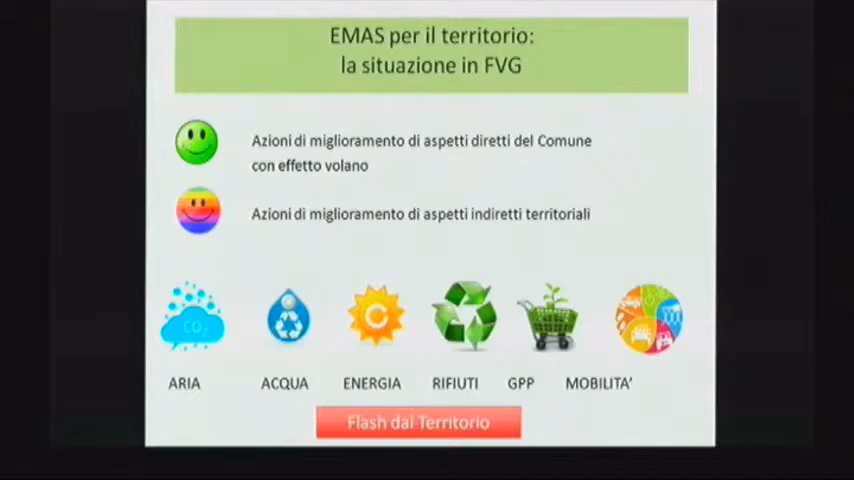 EMAS per il territorio:
la situazione in FVG
Azioni di miglioramento di aspetti diretti del Comune
con effetto volano
Azioni di miglioramento di aspetti indiretti territoriali
CO2
ARIA ACQUA ENERGIA RIFIUTI GPP MOBILITA’
Flash dal Territorio